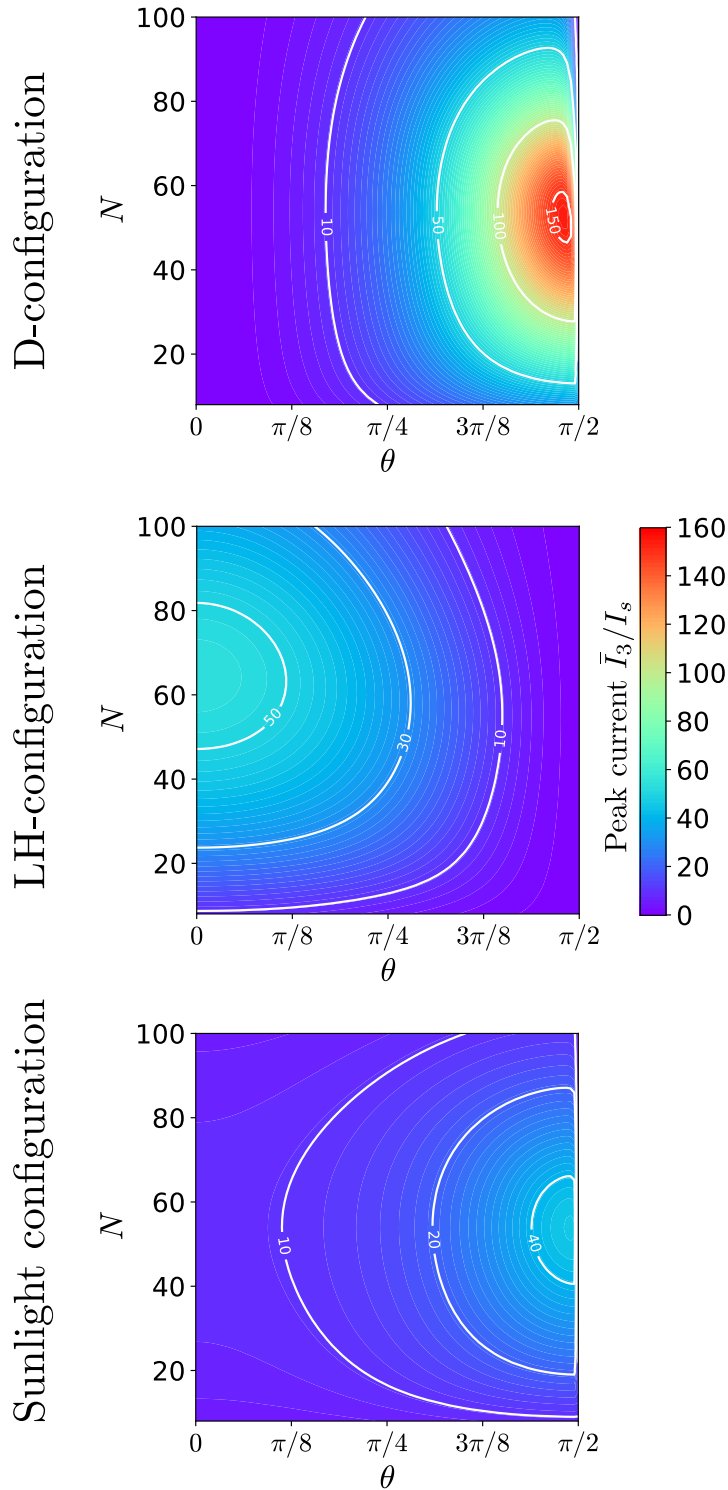 D-configuration
N
100
80
60
40
20
10
50
100
150
0
π/8
π/4
3π/8
π/2
θ
LH-configuration
N
100
80
60
40
20
50
30
10
0
π/8
π/4
3π/8
π/2
θ
Peak current Ī₃/Iₛ
160
140
120
100
80
60
40
20
0
Sunlight configuration
N
100
80
60
40
20
10
20
40
0
π/8
π/4
3π/8
π/2
θ